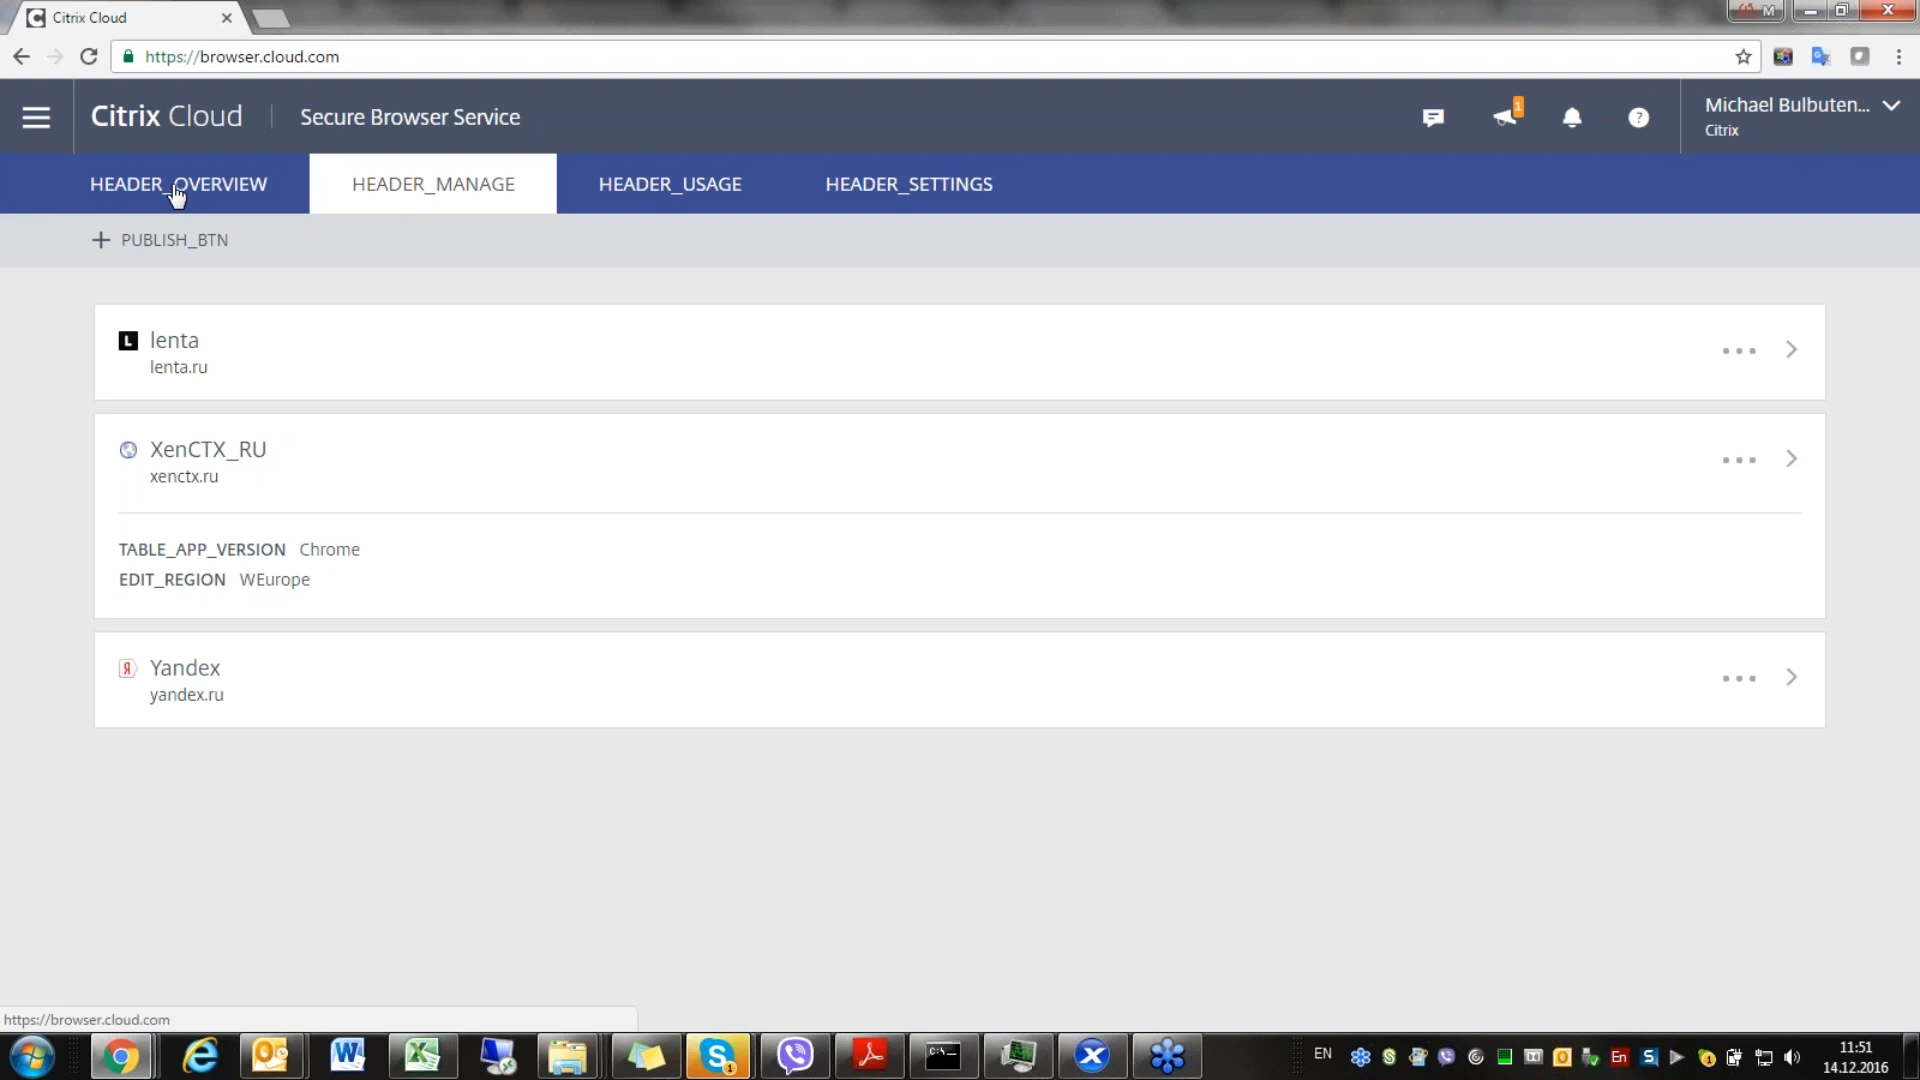 Citrix Cloud
M
https://browser.cloud.com
Citrix Cloud
Secure Browser Service
1
?
Michael Bulbuten...
Citrix
HEADER_OVERVIEW
HEADER_MANAGE
HEADER_USAGE
HEADER_SETTINGS
+ PUBLISH_BTN
L lenta
lenta.ru
XenCTX_RU
xenctx.ru
TABLE_APP_VERSION Chrome
EDIT_REGION WEurope
Я Yandex
yandex.ru
https://browser.cloud.com
EN
11:51
14.12.2016